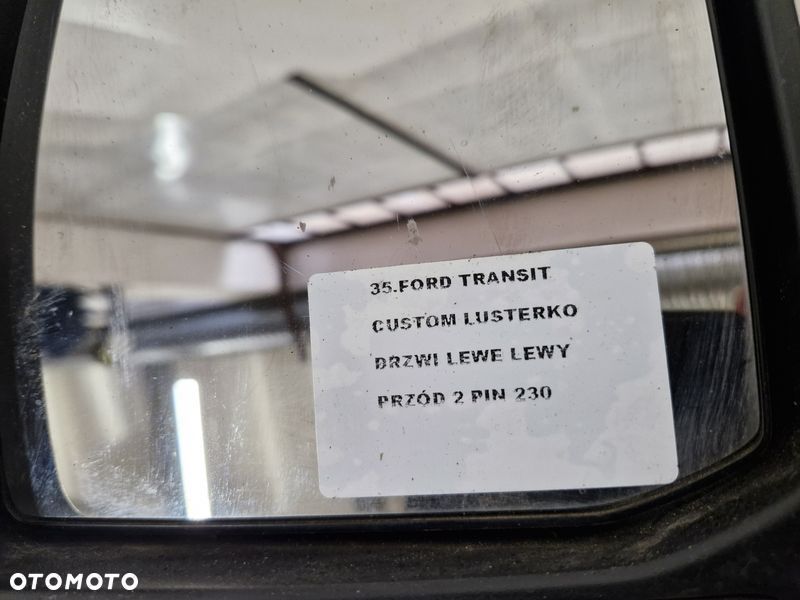 35.FORD TRANSIT
CUSTOM LUSTERKO
DRZWI LEWE LEWY
PRZÓD 2 PIN 230
OTOMOTO